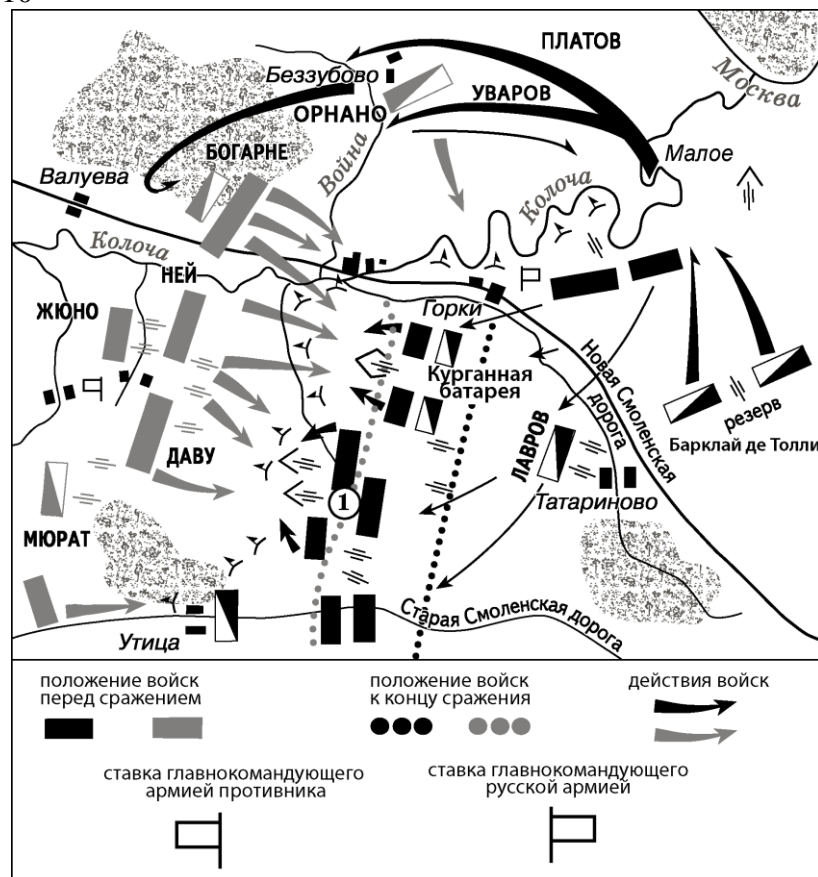 16
ПЛАТОВ
Москва
Беззубово
УВАРОВ
ОРНАНО
Малое
БОГАРНЕ
Война
Валуева
Колоча
Колоча
НЕЙ
ЖЮНО
Горки
Новая Смоленская
дорога
Курганная
батарея
резерв
Барклай де Толли
ДАВУ
ЛАВРОВ
Татариново
1
МЮРАТ
Старая Смоленская дорога
Утица
положение войск
перед сражением
положение войск
к концу сражения
действия войск
ставка главнокомандующего
армией противника
ставка главнокомандующего
русской армией